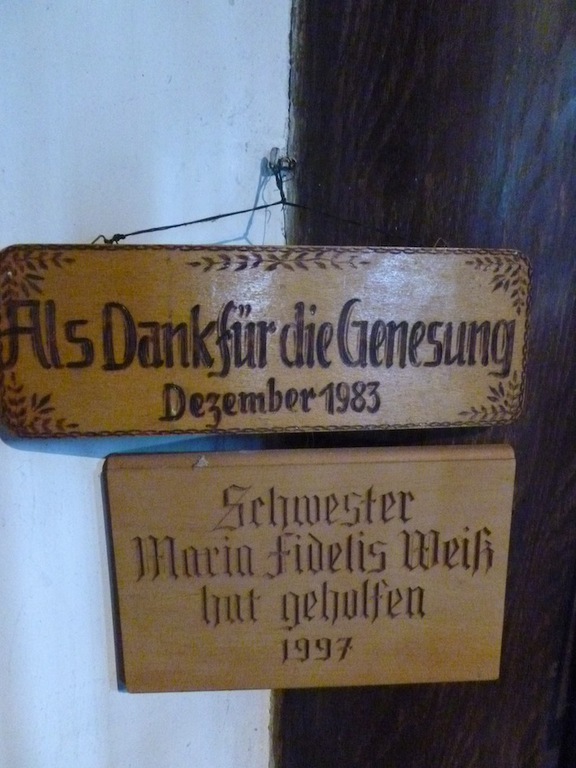 Als Dank für die Genesung
Dezember 1983
Schwester
Maria Fidelis Weiß
hat geholfen
1997